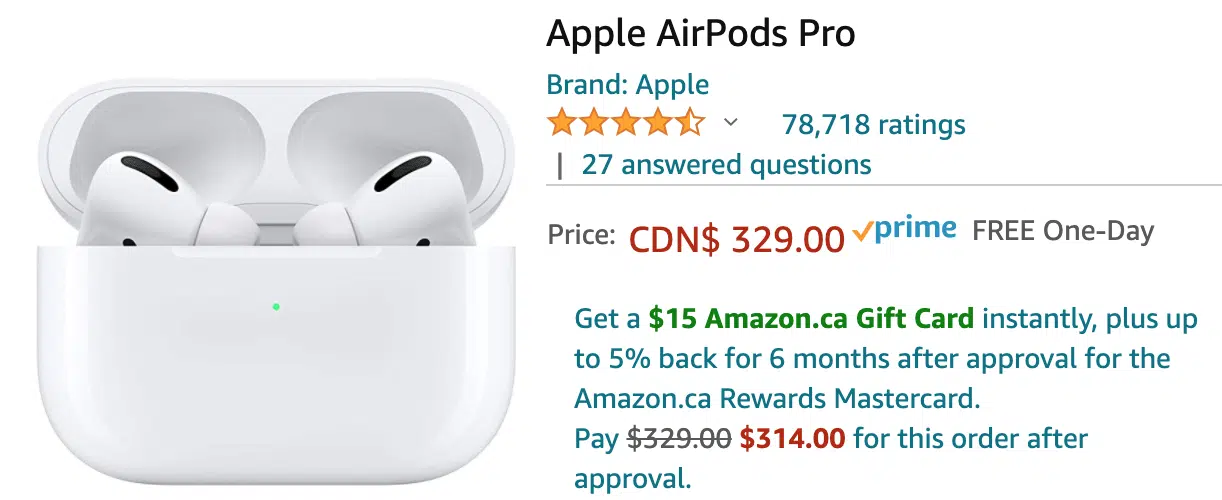 Apple AirPods Pro
Brand: Apple
78,718 ratings
| 27 answered questions
Price: CDN$ 329.00 prime FREE One-Day
Get a $15 Amazon.ca Gift Card instantly, plus up
to 5% back for 6 months after approval for the
Amazon.ca Rewards Mastercard.
Pay $329.00 $314.00 for this order after
approval.